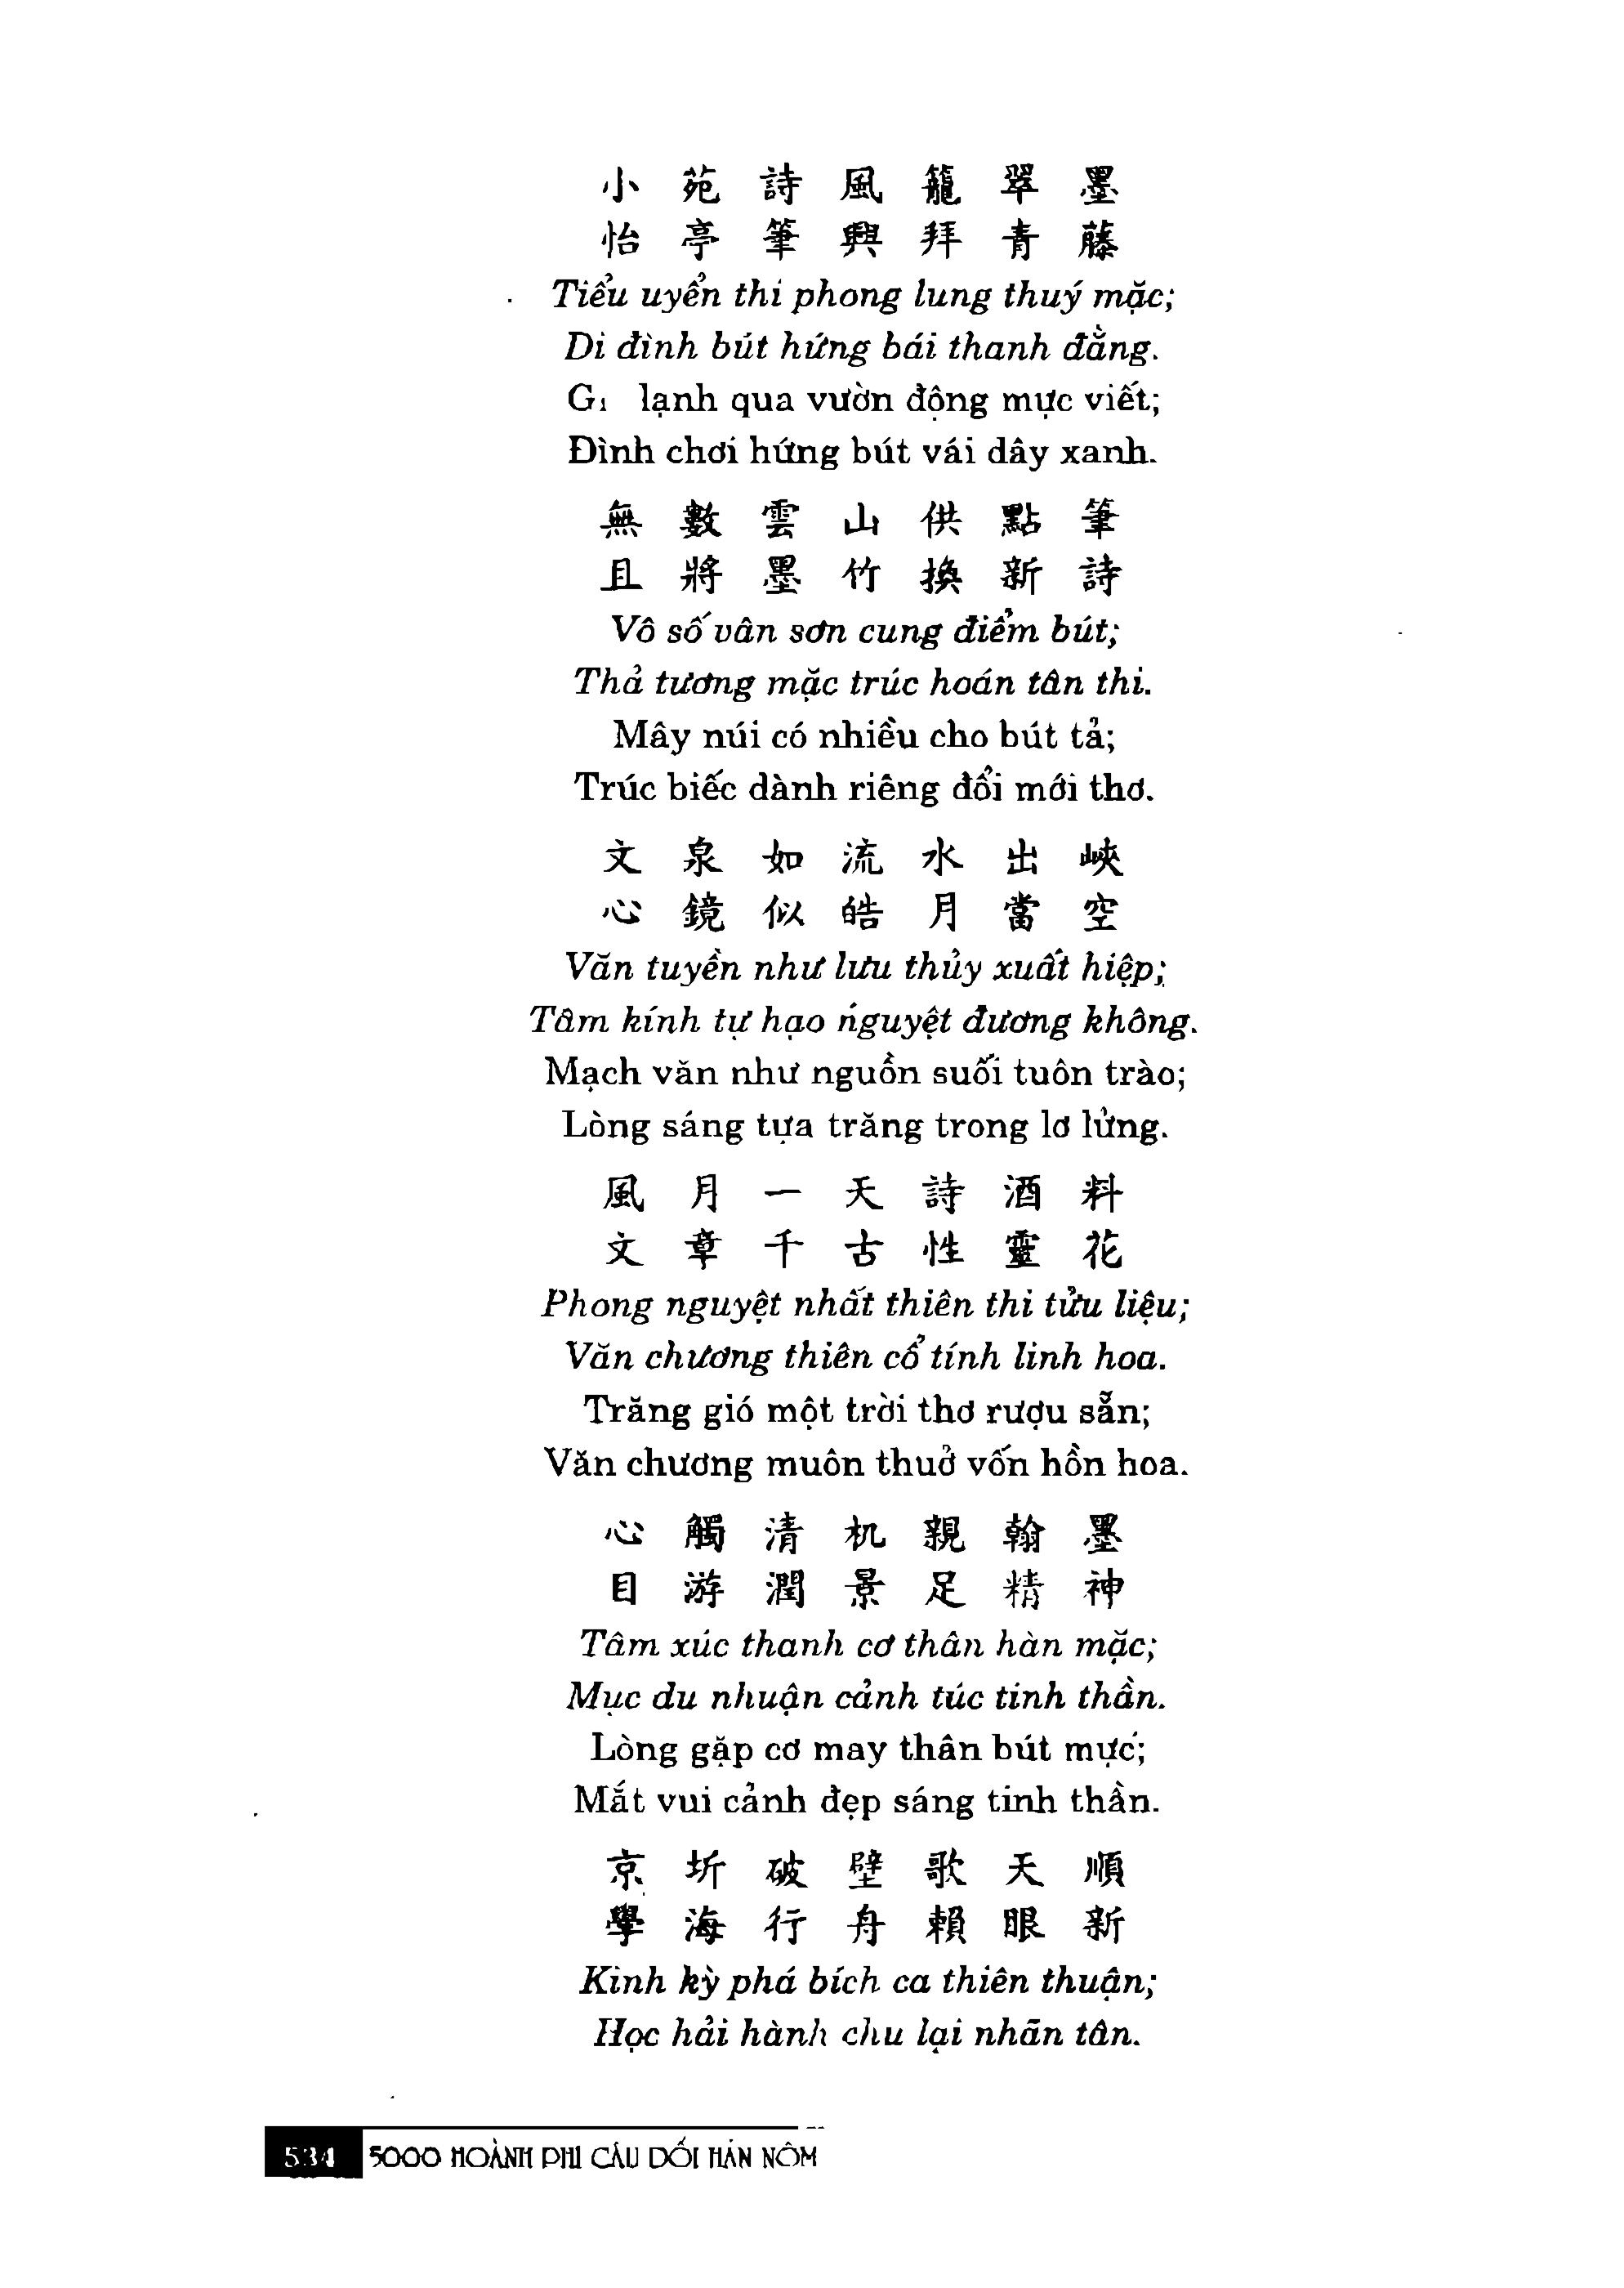 小苑詩風籠翠墨
怡亭筆興拜青藤
Tiểu uyển thi phong lung thuý mặc;
Di đình bút hứng bái thanh đằng.
lạnh qua vườn động mực viết;
Đình chơi hứng bút vái dây xanh.
無數雲山供點筆
且將墨竹換新詩
Vô số vân sơn cung điểm bút;
Thả tương mặc trúc hoán tân thi.
Mây núi có nhiều cho bút tả;
Trúc biếc dành riêng đổi mới thơ.
文泉如流水出峽
心鏡似皓月當空
Văn tuyền như lưu thủy xuất hiệp;
Tâm kính tự hạo nguyệt đương không.
Mạch văn như nguồn suối tuôn trào;
Lòng sáng tựa trăng trong lơ lửng.
風月一天詩酒料
文章千古性靈花
Phong nguyệt nhất thiên thi tửu liệu;
Văn chương thiên cổ tính linh hoa.
Trăng gió một trời thơ rượu sẵn;
Văn chương muôn thuở vốn hồn hoa.
心觸清机親翰墨
目游潤景足精神
Tâm xúc thanh cơ thân hàn mặc;
Mục du nhuận cảnh túc tinh thần.
Lòng gặp cơ may thân bút mực;
Mắt vui cảnh đẹp sáng tinh thần.
京圻破壁歌天順
學海行舟賴眼新
Kinh kỳ phá bích ca thiên thuận;
Học hải hành chu lại nhãn tân.
534 5000 HOÀNH PHI CÂU ĐỐI HÁN NÔM